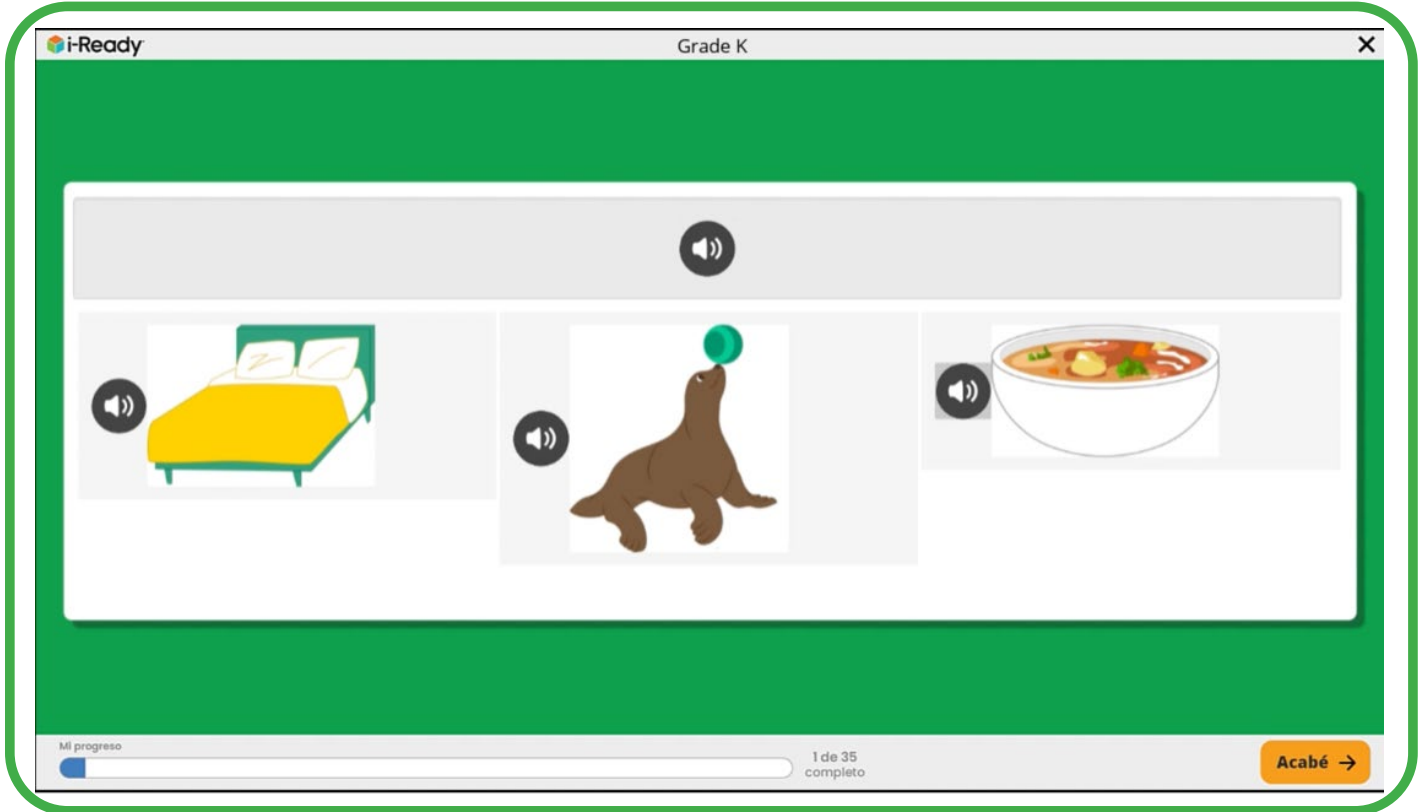 i-Ready
Grade K
Mi progreso
1 de 35
completo
Acabé